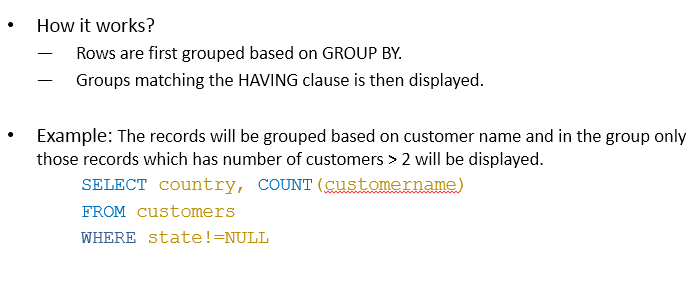 • How it works?
— Rows are first grouped based on GROUP BY.
— Groups matching the HAVING clause is then displayed.
• Example: The records will be grouped based on customer name and in the group only
those records which has number of customers > 2 will be displayed.
SELECT country, COUNT(customername)
FROM customers
WHERE state!=NULL